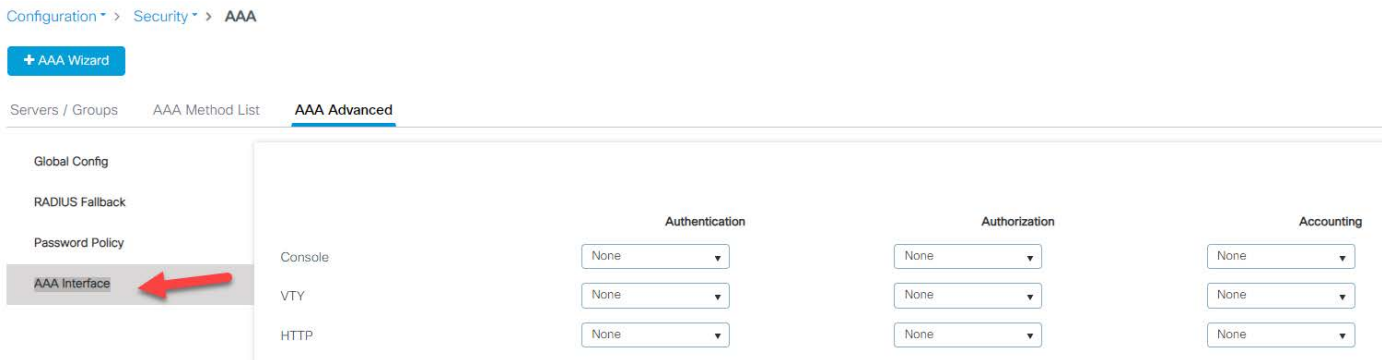 Configuration > Security > AAA
+ AAA Wizard
Servers / Groups AAA Method List AAA Advanced
Global Config
RADIUS Fallback
Password Policy
AAA Interface
Authentication Authorization Accounting
Console None None None
VTY None None None
HTTP None None None